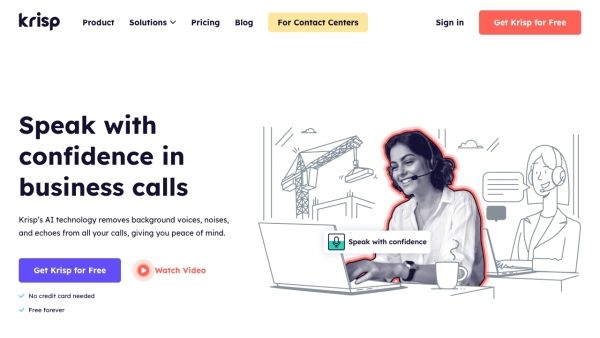 krisp
Product
Solutions
Pricing
Blog
For Contact Centers
Sign in
Get Krisp for Free
Speak with
confidence in
business calls
Krisp's AI technology removes background voices, noises,
and echoes from all your calls, giving you peace of mind.
Get Krisp for Free
Watch Video
No credit card needed
Free forever
Speak with confidence